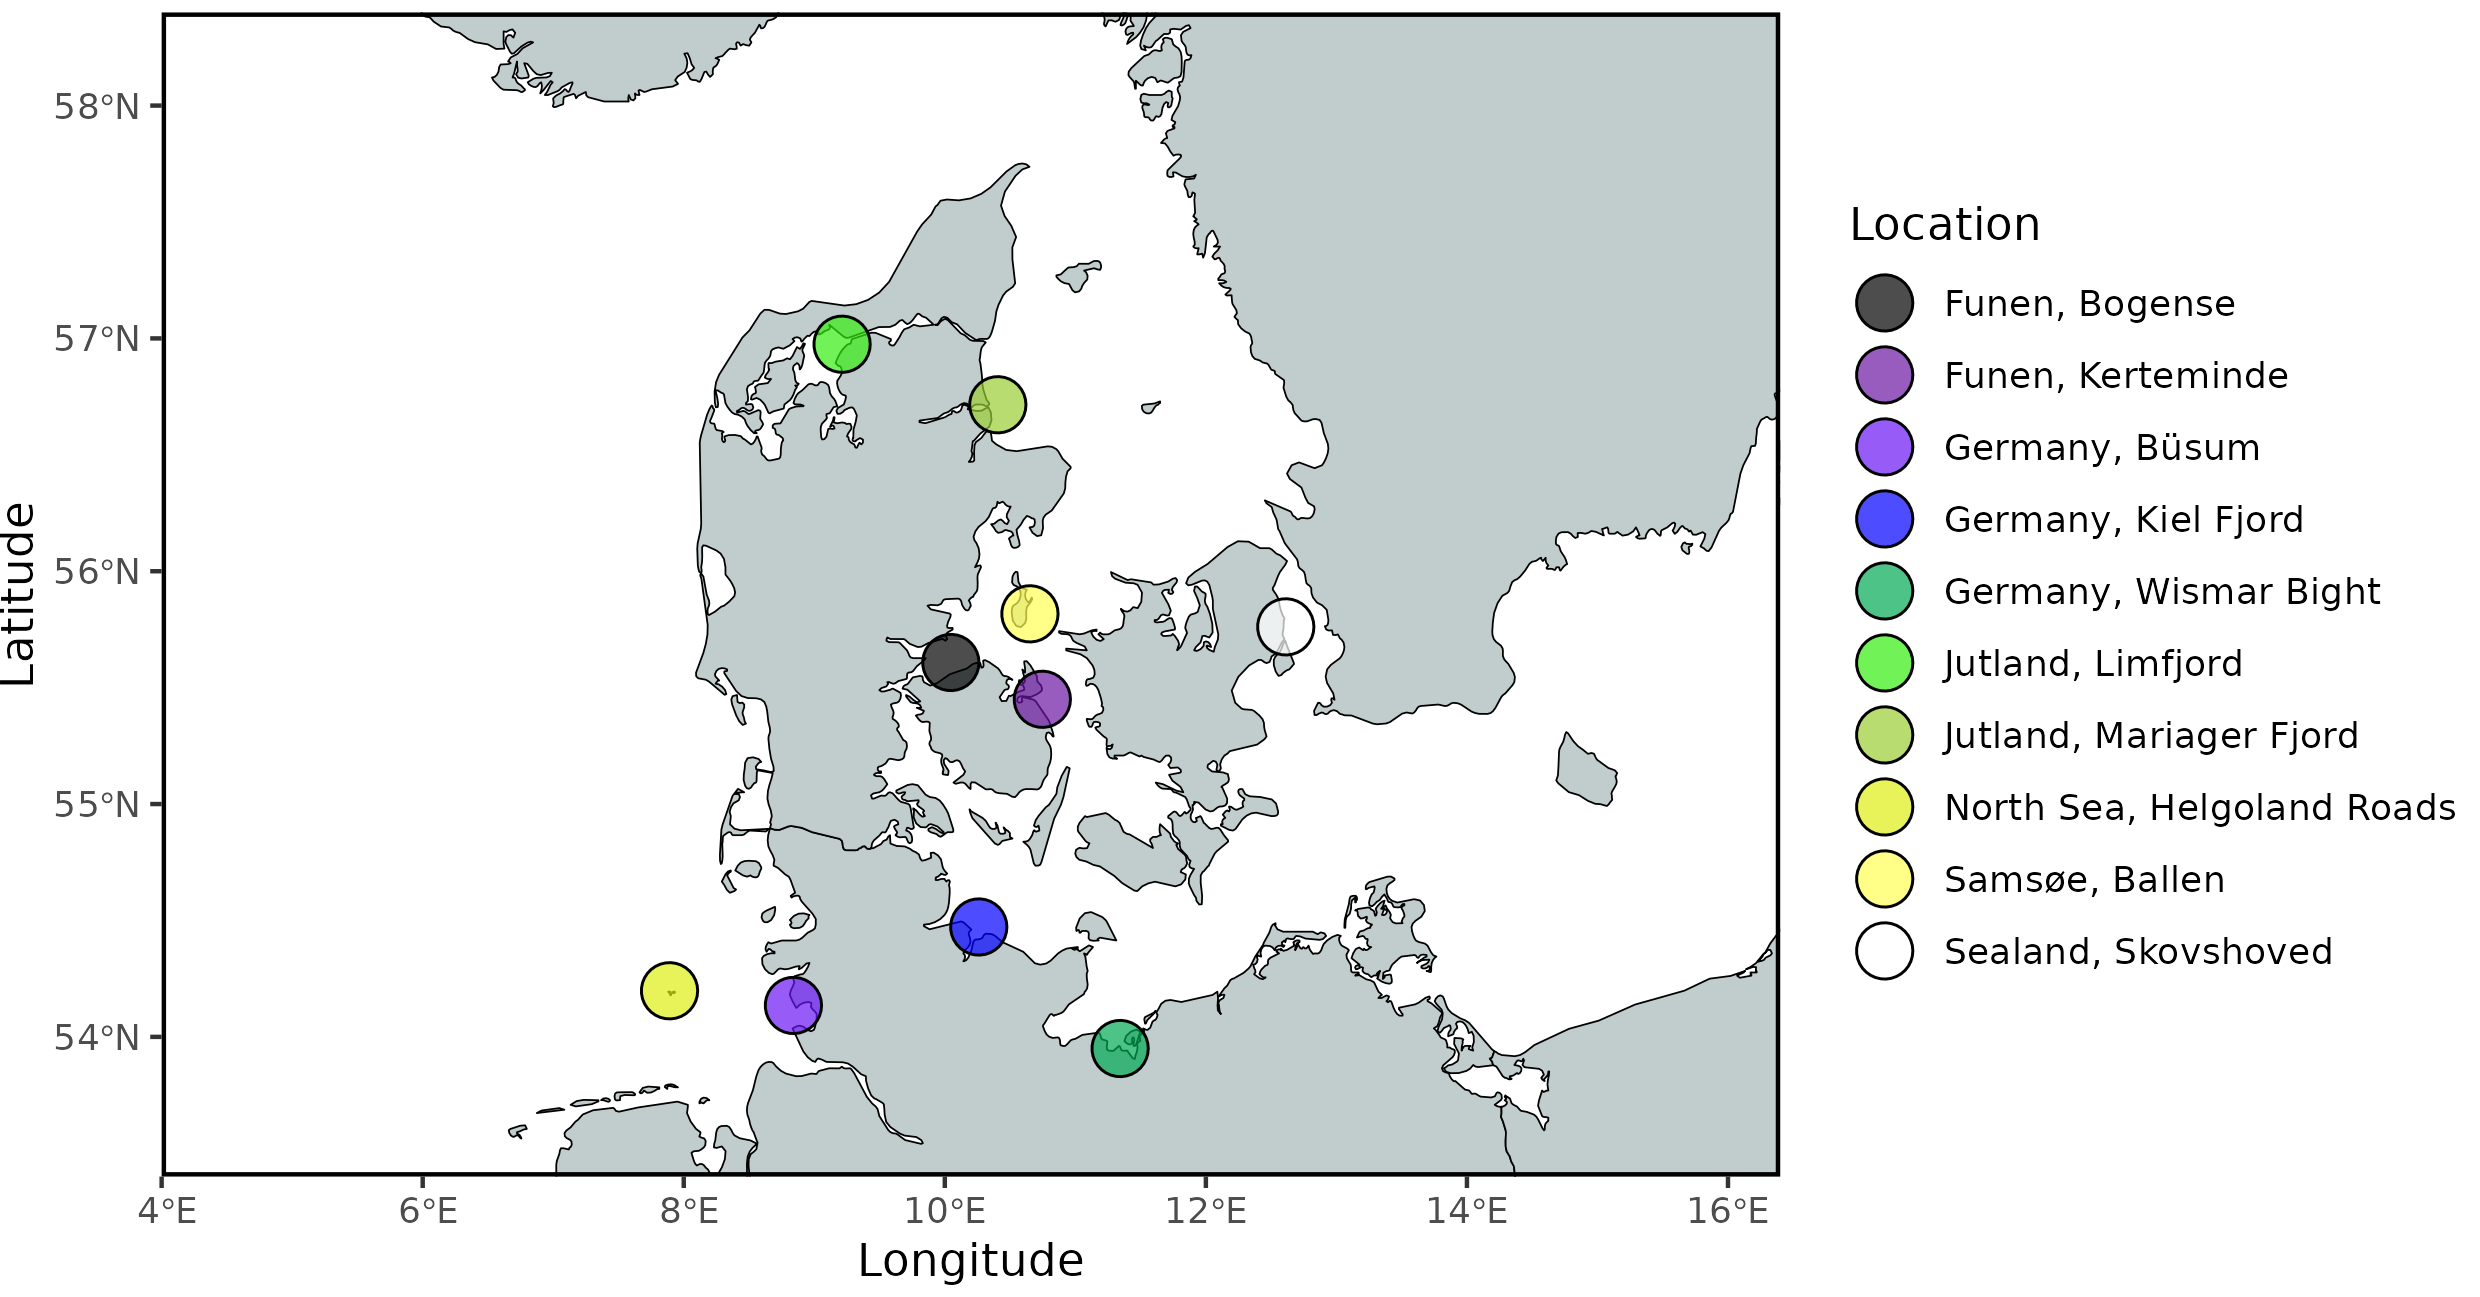 58°N
57°N
56°N
55°N
54°N
Latitude
4°E 6°E 8°E 10°E 12°E 14°E 16°E
Longitude
Location
Funen, Bogense
Funen, Kerteminde
Germany, Büsum
Germany, Kiel Fjord
Germany, Wismar Bight
Jutland, Limfjord
Jutland, Mariager Fjord
North Sea, Helgoland Roads
Samsøe, Ballen
Sealand, Skovshoved